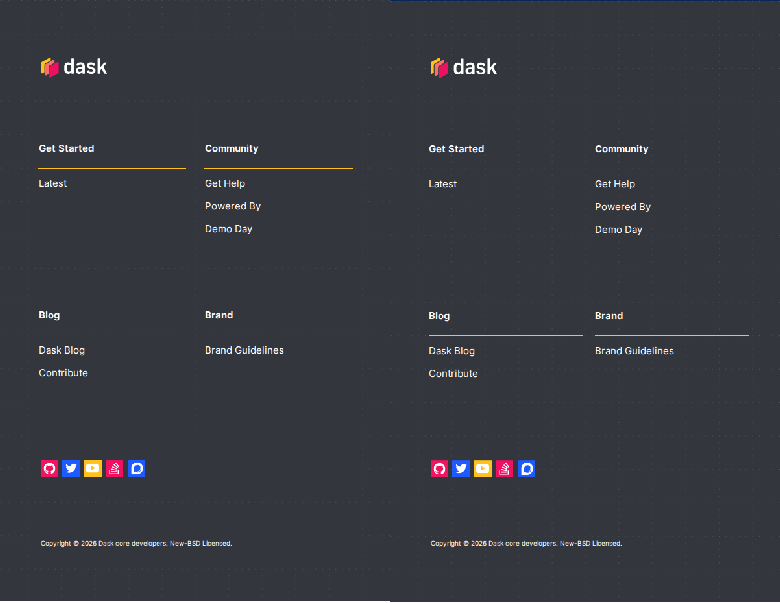 dask
Get Started
Community
Latest
Get Help
Powered By
Demo Day
Blog
Brand
Dask Blog
Brand Guidelines
Contribute
Copyright © 2026 Dask core developers. New-BSD Licensed.
dask
Get Started
Community
Latest
Get Help
Powered By
Demo Day
Blog
Brand
Dask Blog
Brand Guidelines
Contribute
Copyright © 2026 Dask core developers. New-BSD Licensed.